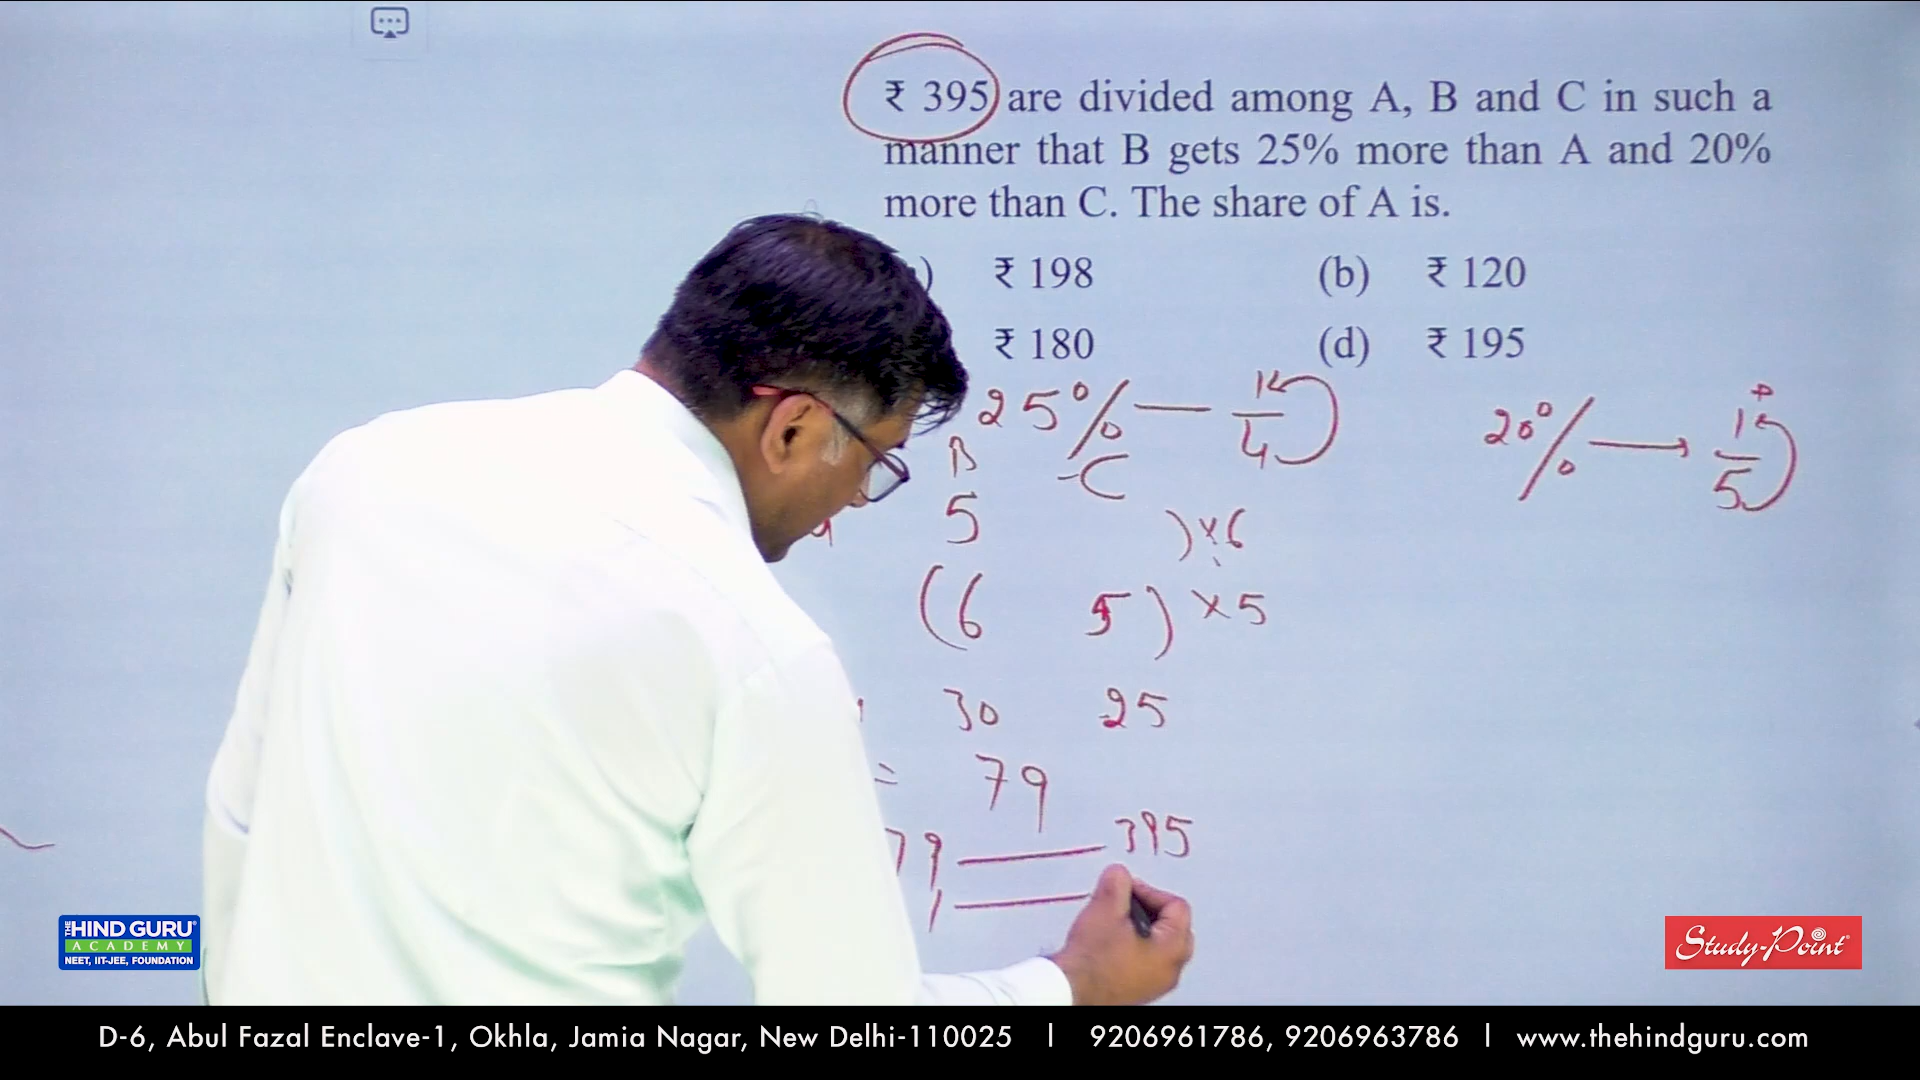 ₹ 395 are divided among A, B and C in such a
manner that B gets 25% more than A and 20%
more than C. The share of A is.
) ₹ 198 (b) ₹ 120
₹ 180 (d) ₹ 195
25% — 1/4 20% → 1/5
B C
5 ) × 6
(6 5) × 5
30 25
= 79
79 — 395
1 —
THE HIND GURU
ACADEMY
NEET, IIT-JEE, FOUNDATION
Study-Point
D-6, Abul Fazal Enclave-1, Okhla, Jamia Nagar, New Delhi-110025 | 9206961786, 9206963786 | www.thehindguru.com